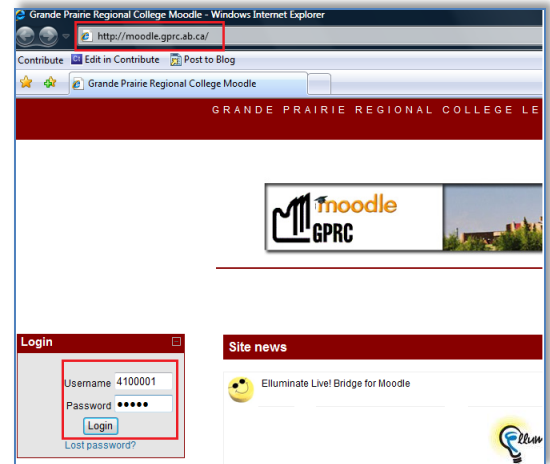 Grande Prairie Regional College Moodle - Windows Internet Explorer
http://moodle.gprc.ab.ca/
Contribute Edit in Contribute Post to Blog
Grande Prairie Regional College Moodle
GRANDE PRAIRIE REGIONAL COLLEGE LE
moodle
GPRC
Login
Username 4100001
Password •••••
Login
Lost password?
Site news
Elluminate Live! Bridge for Moodle
Ellum